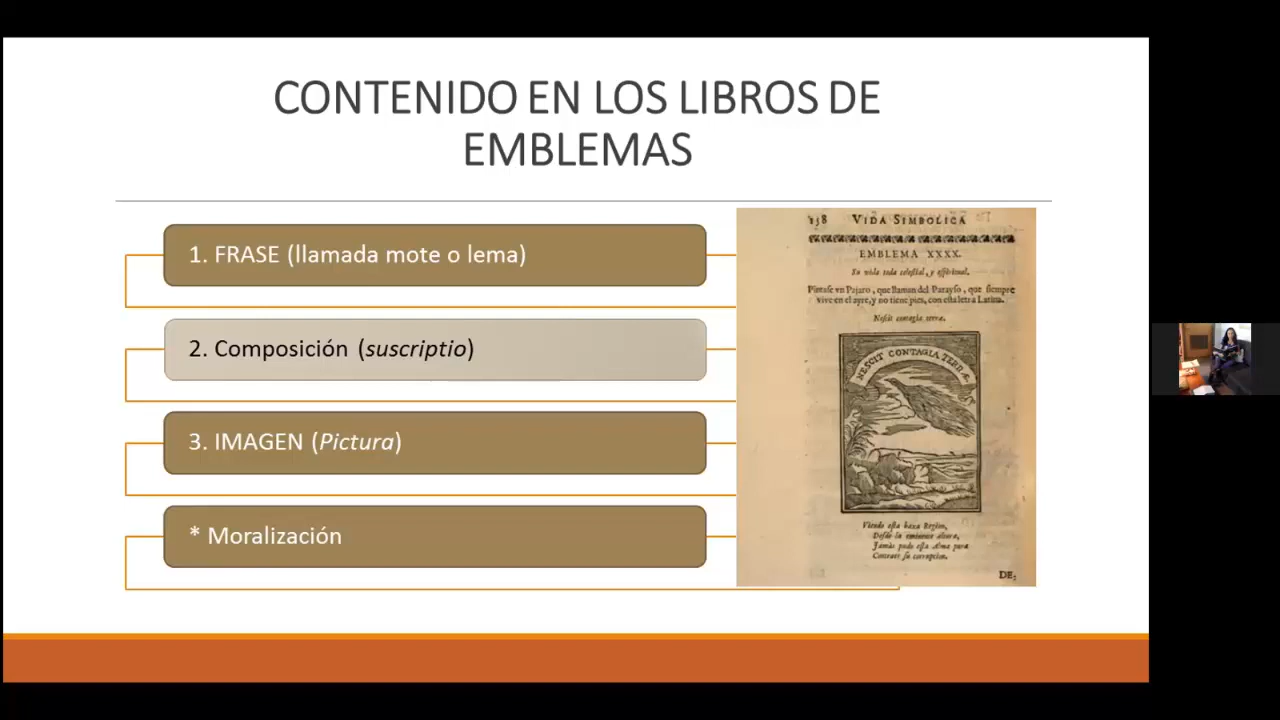 CONTENIDO EN LOS LIBROS DE
EMBLEMAS
1. FRASE (llamada mote o lema)
2. Composición (suscriptio)
3. IMAGEN (Pictura)
* Moralización
138 VIDA SIMBOLICA
EMBLEMA XXXX.
Su vida toda celestial, y espiritual.
Pintase vn Pajaro, que llaman del Parayso, que siempre
vive en el ayre, y no tiene pies, con esta letra Latina.
Nescit contagia terræ.
NESCIT CONTAGIA TERRÆ.
Viendo esta baxa Region,
Desde su eminente altura,
Jamàs pudo esta Alma pura
Contraer su corrupcion.
DE